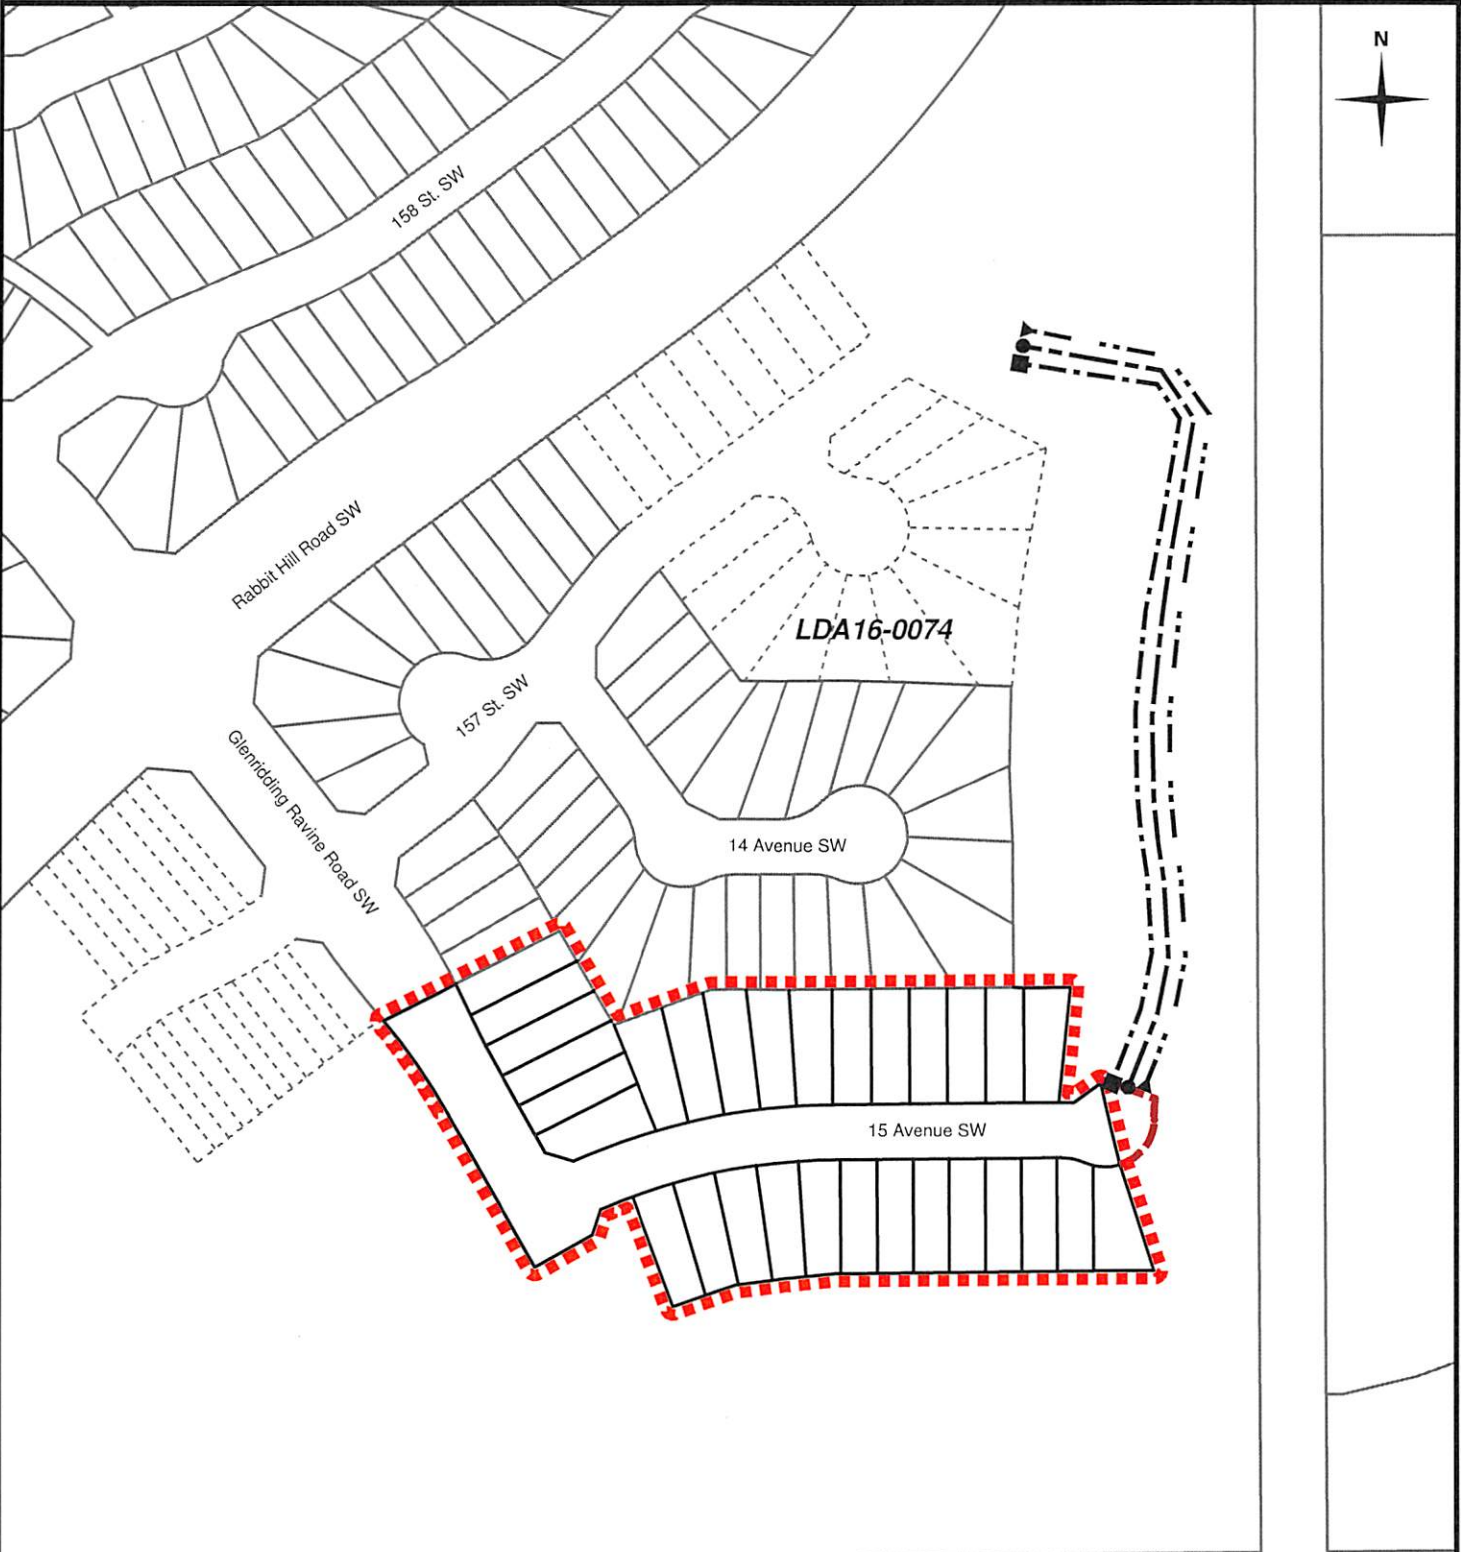 N
158 St. SW
Rabbit Hill Road SW
LDA16-0074
157 St. SW
Glenridding Ravine Road SW
14 Avenue SW
15 Avenue SW